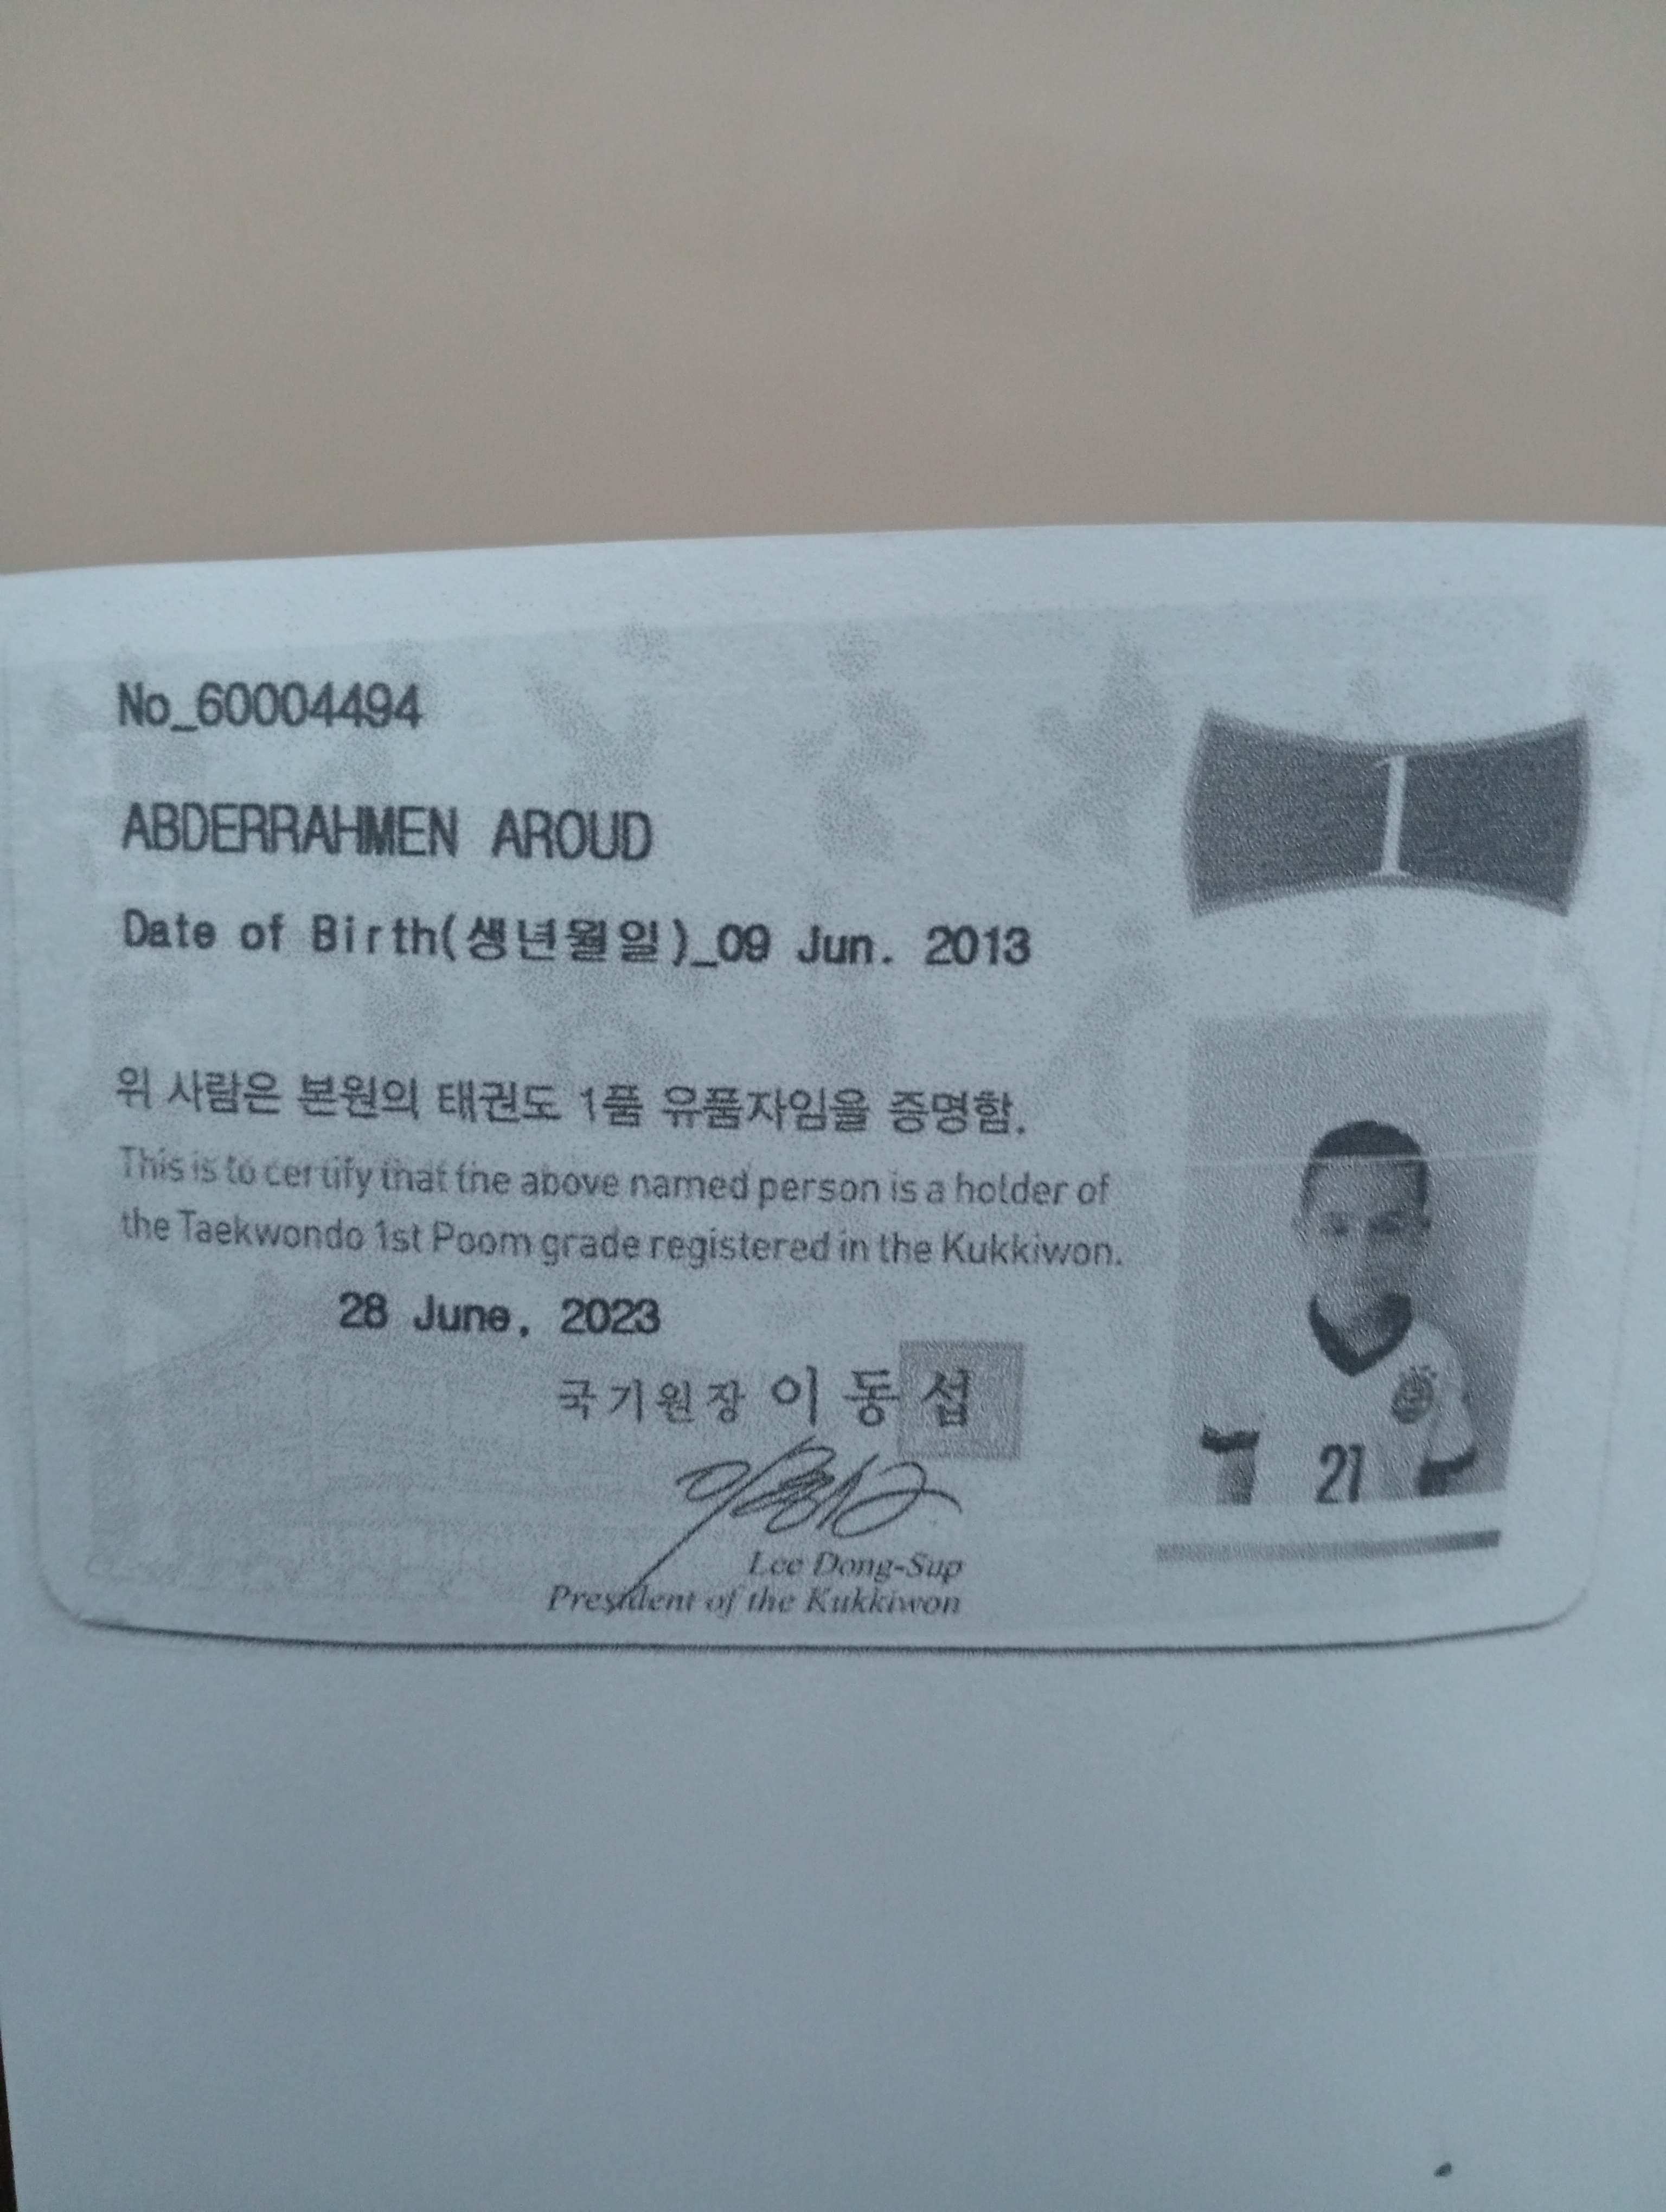 No_60004494
I
ABDERRAHMEN AROUD
Date of Birth(생년월일)_09 Jun. 2013
위 사람은 본원의 태권도 1품 유품자임을 증명함.
This is to certify that the above named person is a holder of
the Taekwondo 1st Poom grade registered in the Kukkiwon.
28 June, 2023
국기원장 이동섭
Lee Dong-Sup
President of the Kukkiwon
21